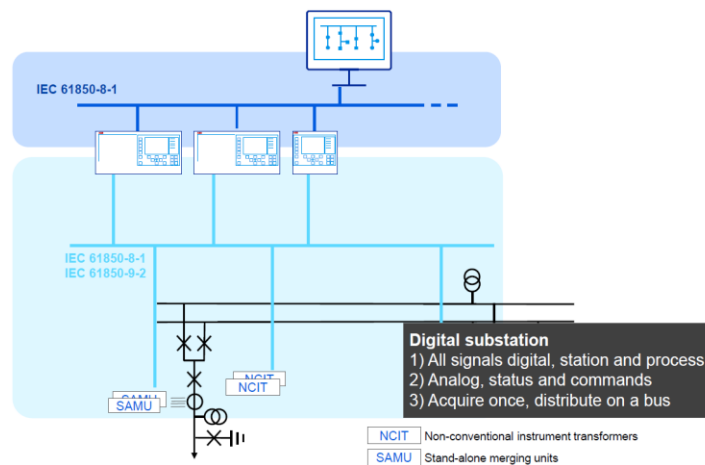 IEC 61850-8-1
IEC 61850-8-1
IEC 61850-9-2
Digital substation
1) All signals digital, station and process
2) Analog, status and commands
3) Acquire once, distribute on a bus
NCIT
NCIT
SAMU
SAMU
NCIT Non-conventional instrument transformers
SAMU Stand-alone merging units